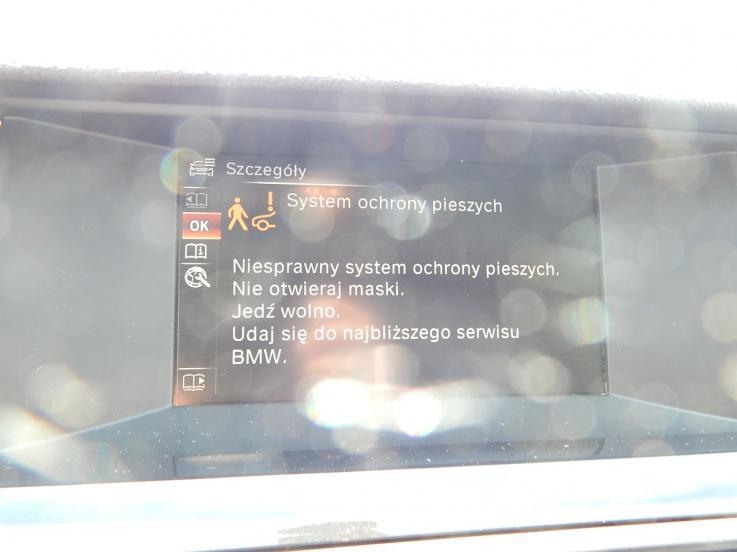 Szczegóły
System ochrony pieszych
OK
Niesprawny system ochrony pieszych.
Nie otwieraj maski.
Jedź wolno.
Udaj się do najbliższego serwisu
BMW.